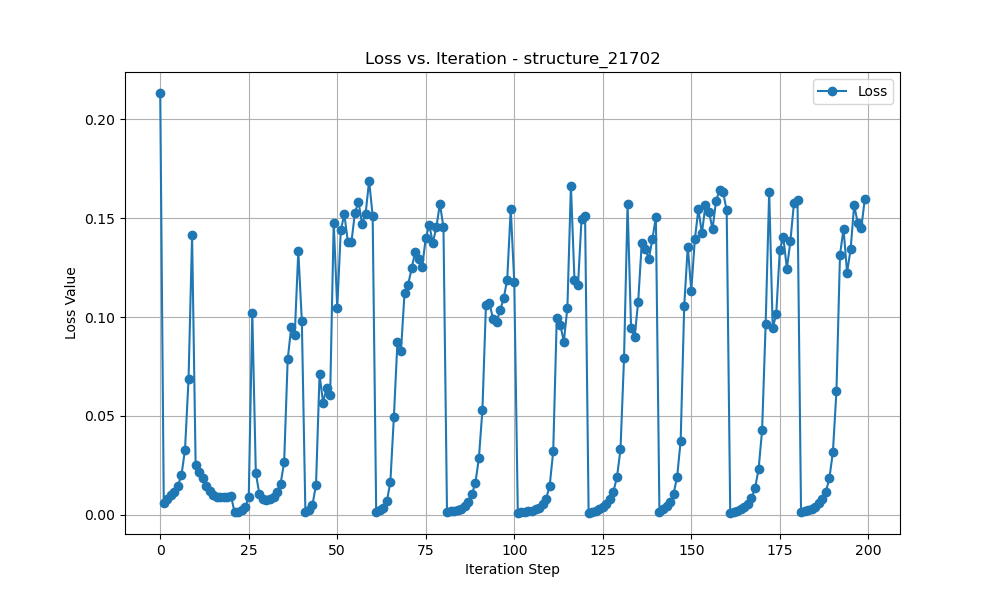 Loss vs. Iteration - structure_21702
Loss
Loss Value
0.20
0.15
0.10
0.05
0.00
0 25 50 75 100 125 150 175 200
Iteration Step